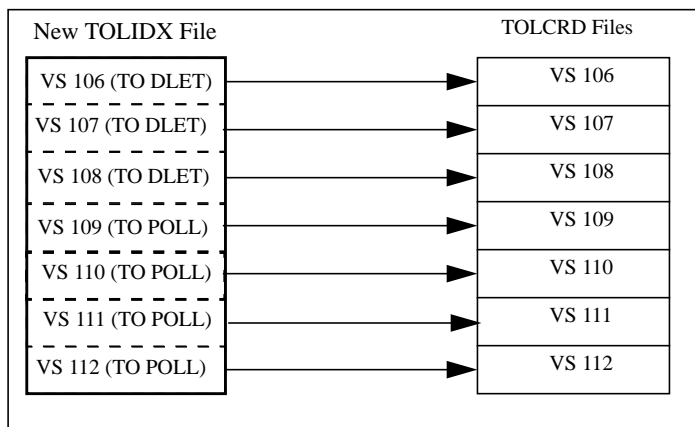 New TOLIDX File
TOLCRD Files
VS 106 (TO DLET)
VS 106
VS 107 (TO DLET)
VS 107
VS 108 (TO DLET)
VS 108
VS 109 (TO POLL)
VS 109
VS 110 (TO POLL)
VS 110
VS 111 (TO POLL)
VS 111
VS 112 (TO POLL)
VS 112